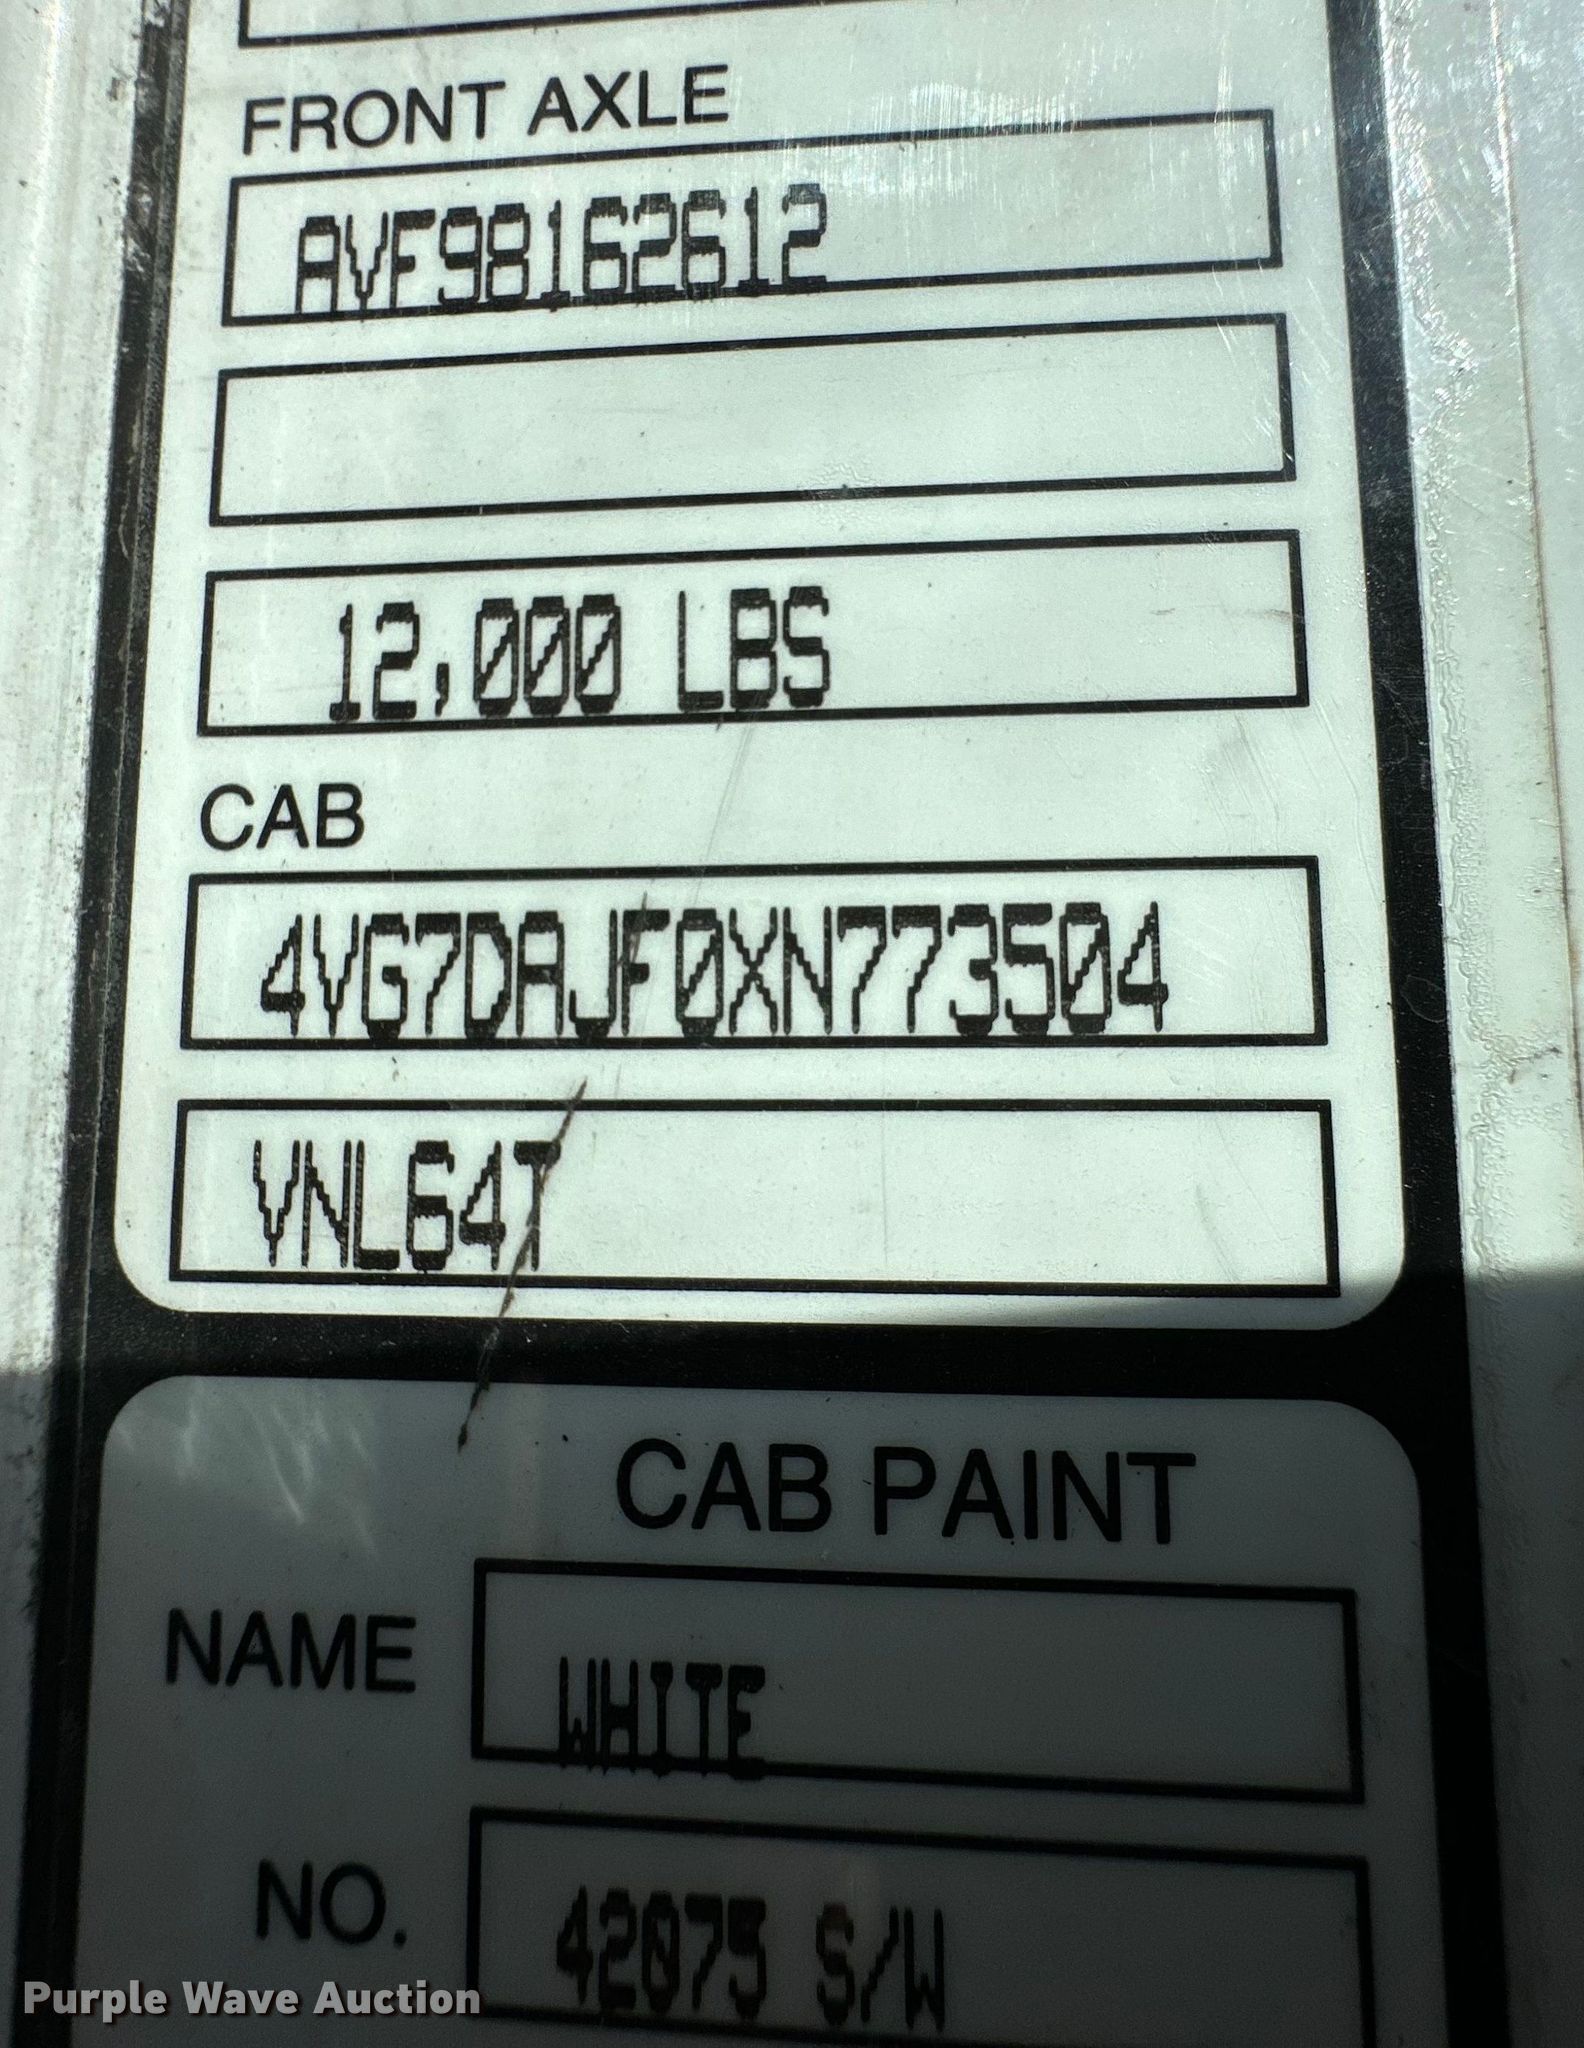 FRONT AXLE
AVF98162612
12,000 LBS
CAB
4VG7DAJF0XN773504
VNL64T
CAB PAINT
NAME
WHITE
NO.
42075 S/W
Purple Wave Auction